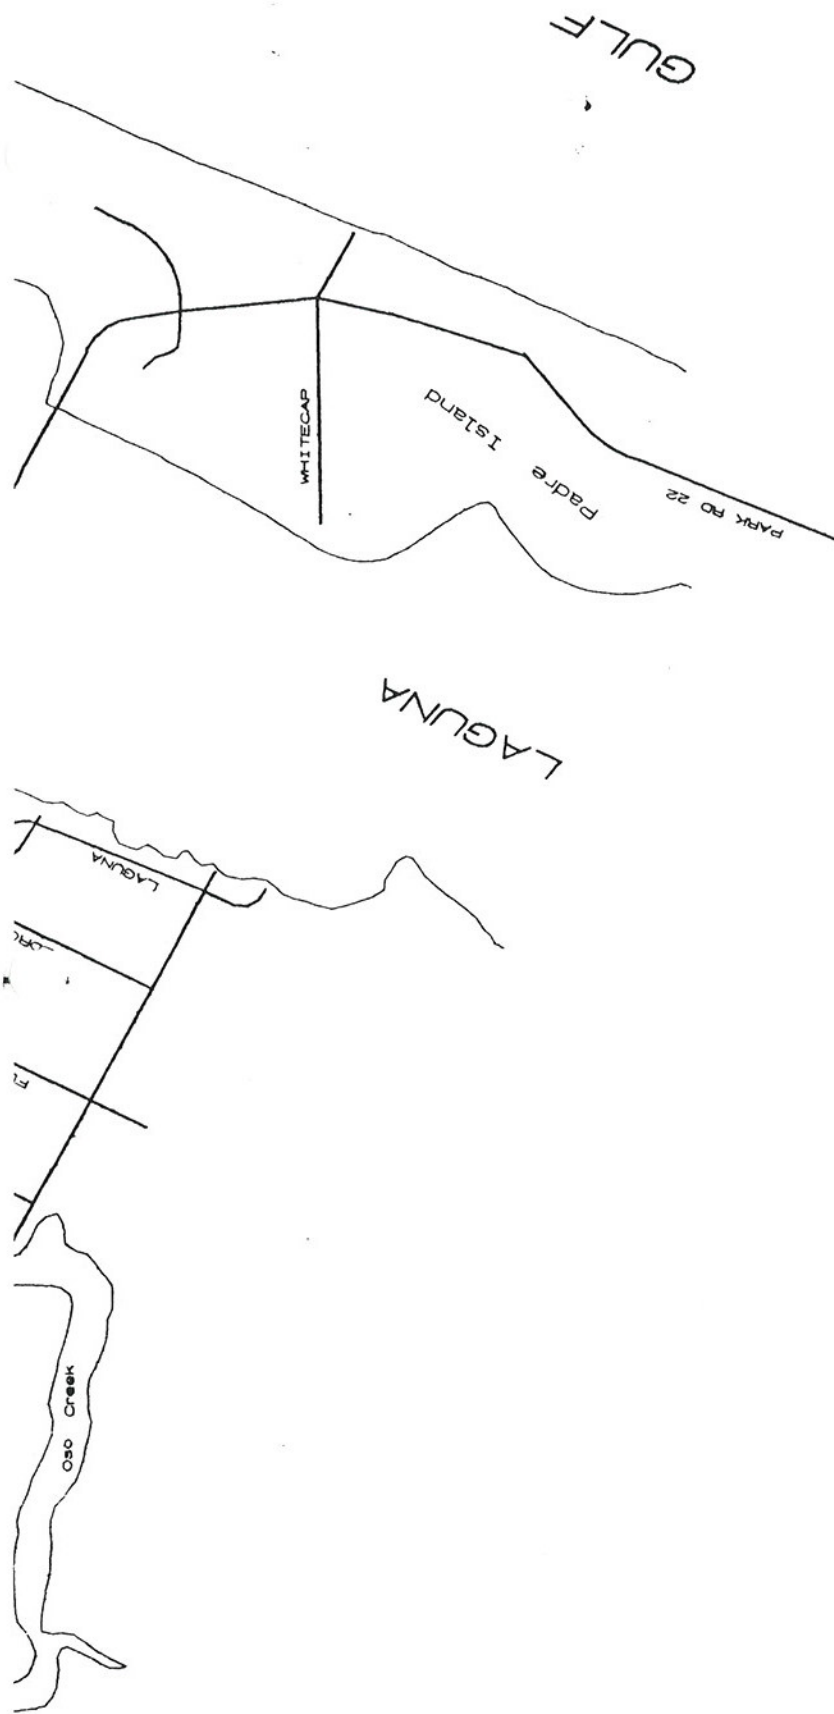 GULF
WHITECAP
Padre Island
PARK RD 22
LAGUNA
LAGUNA
Oso Creek